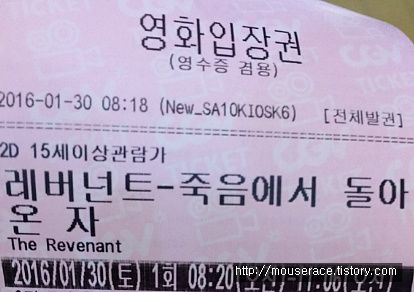 영화입장권
(영수증 겸용)
2016-01-30 08:18 (New_SA10KIOSK6) [전체발권]
2D 15세이상관람가
레버넌트-죽음에서 돌아
온 자
The Revenant
2016/01/30(토) 1회 08:20
http://mouserace.tistory.com